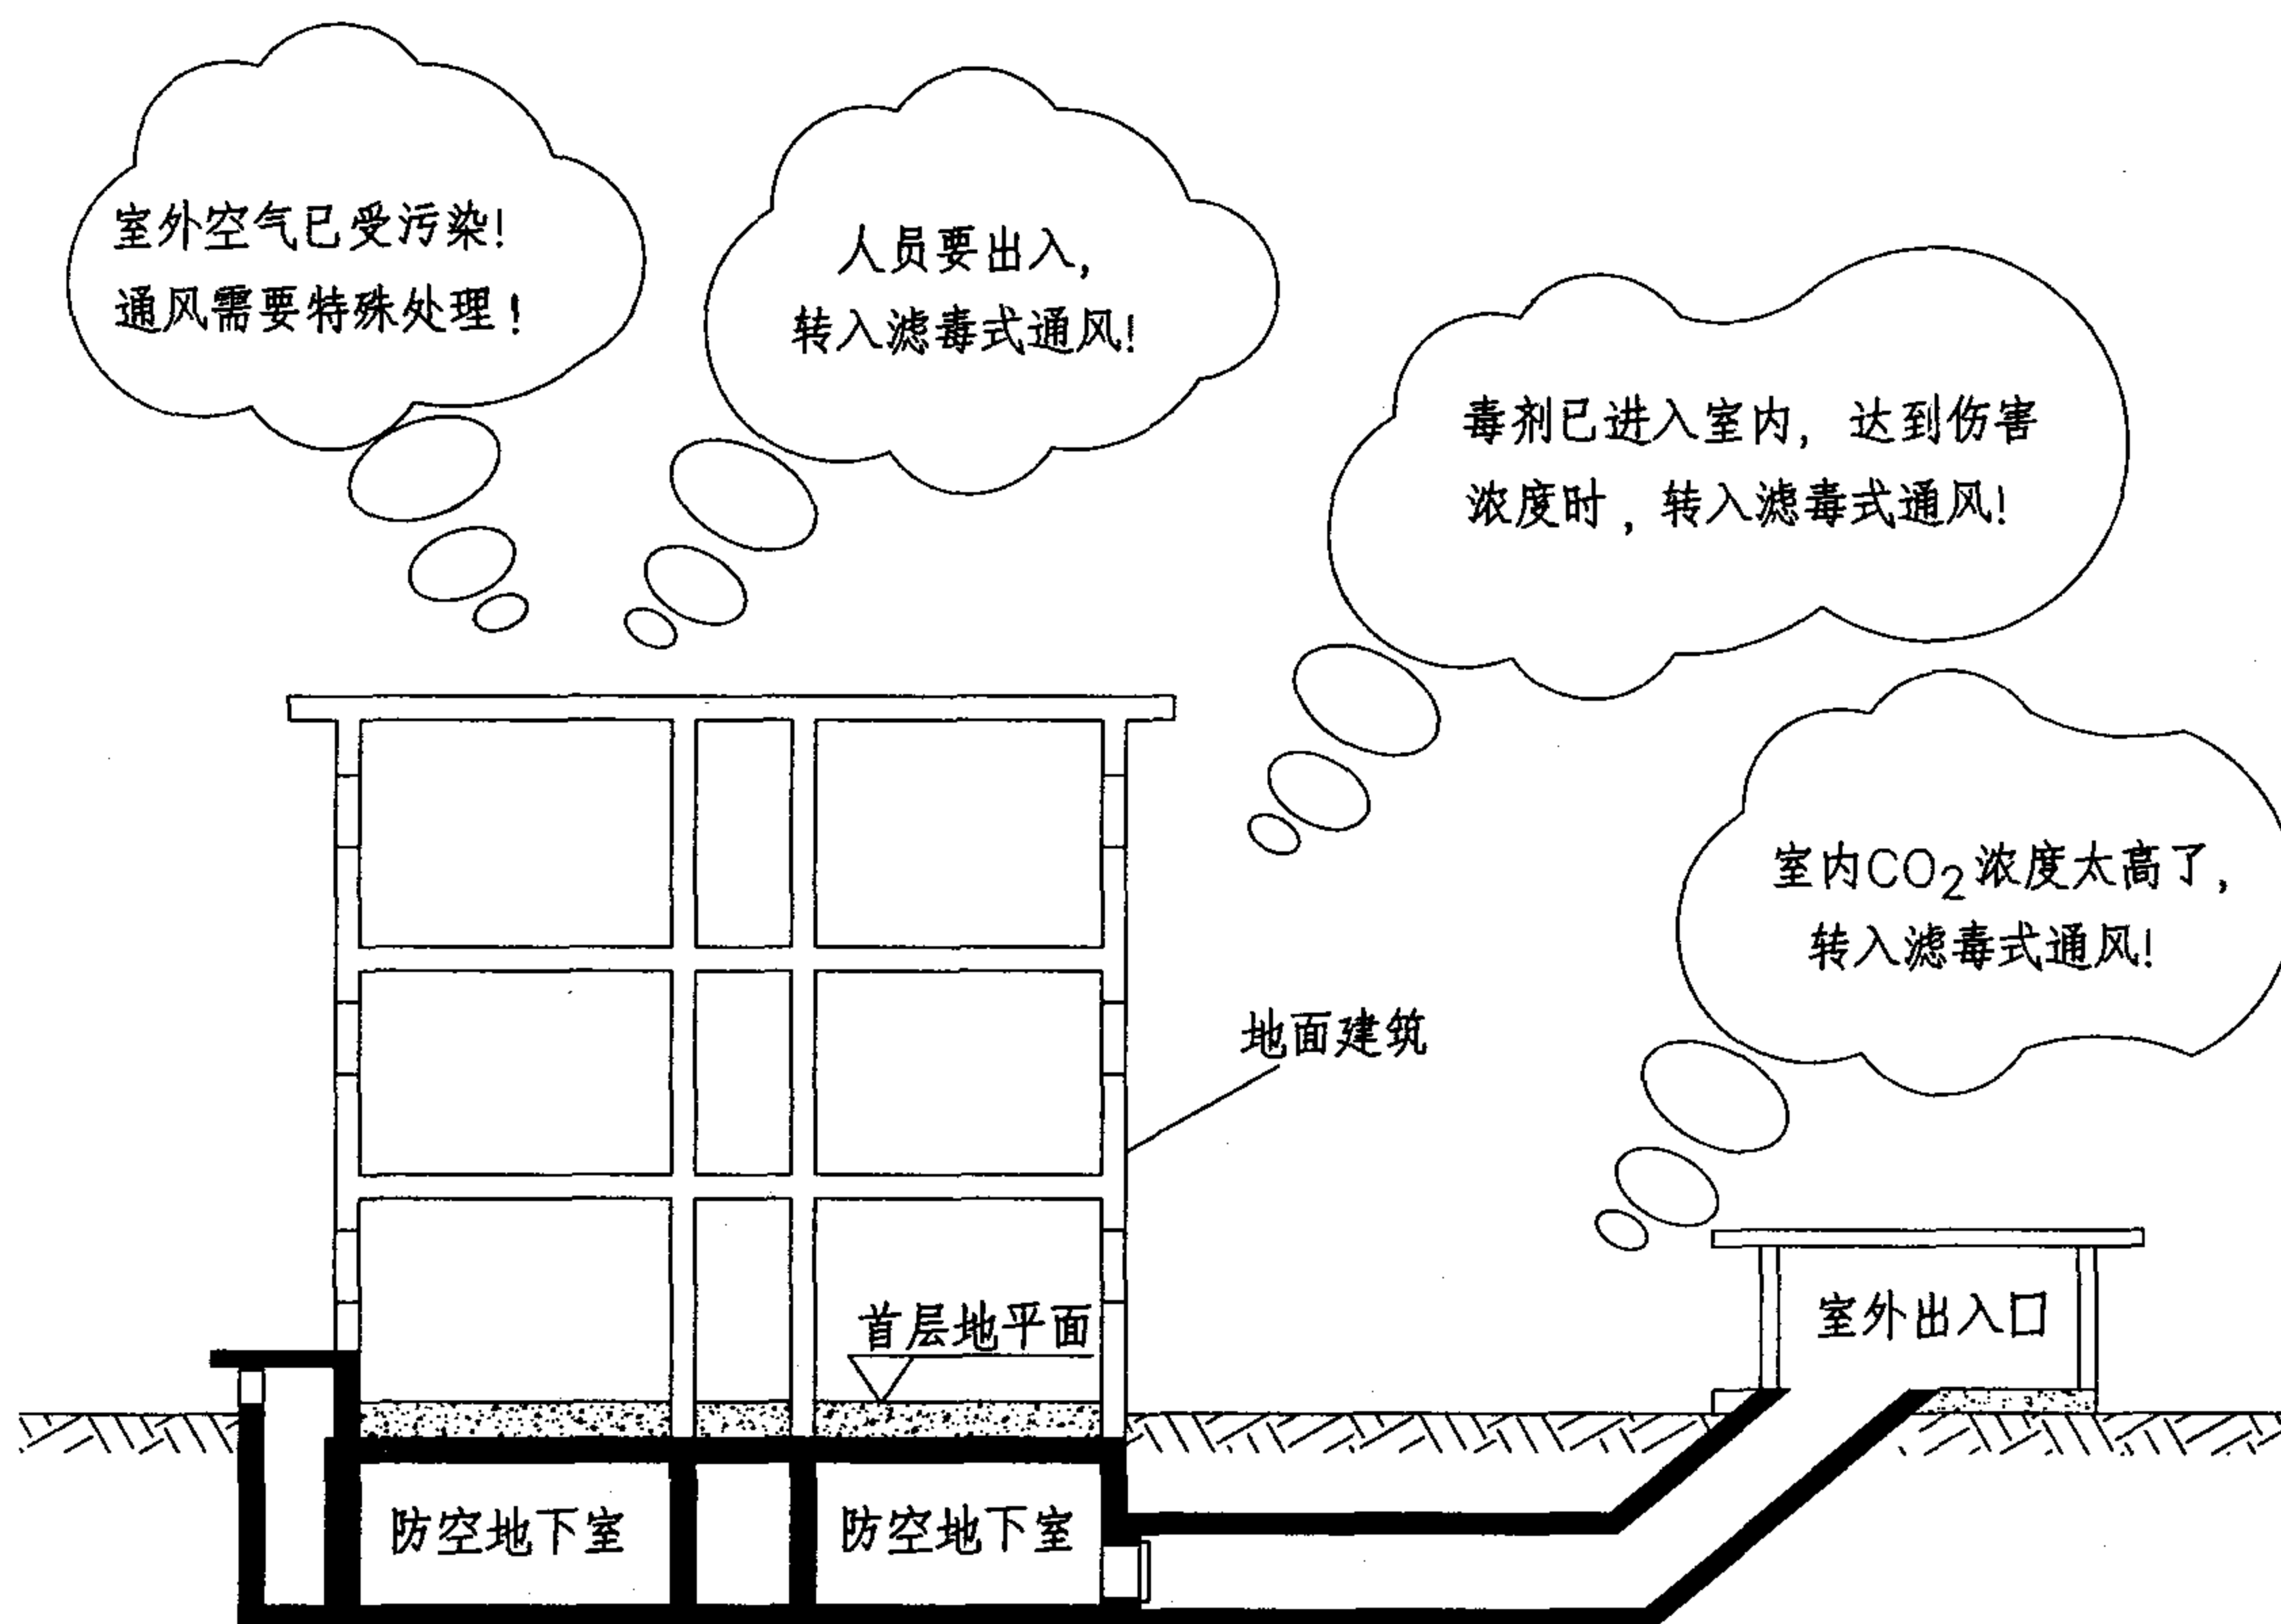 室外空气已受污染!
通风需要特殊处理!
人员要出入,
转入滤毒式通风!
毒剂已进入室内, 达到伤害
浓度时, 转入滤毒式通风!
室内CO₂浓度太高了,
转入滤毒式通风!
地面建筑
首层地平面
室外出入口
防空地下室
防空地下室